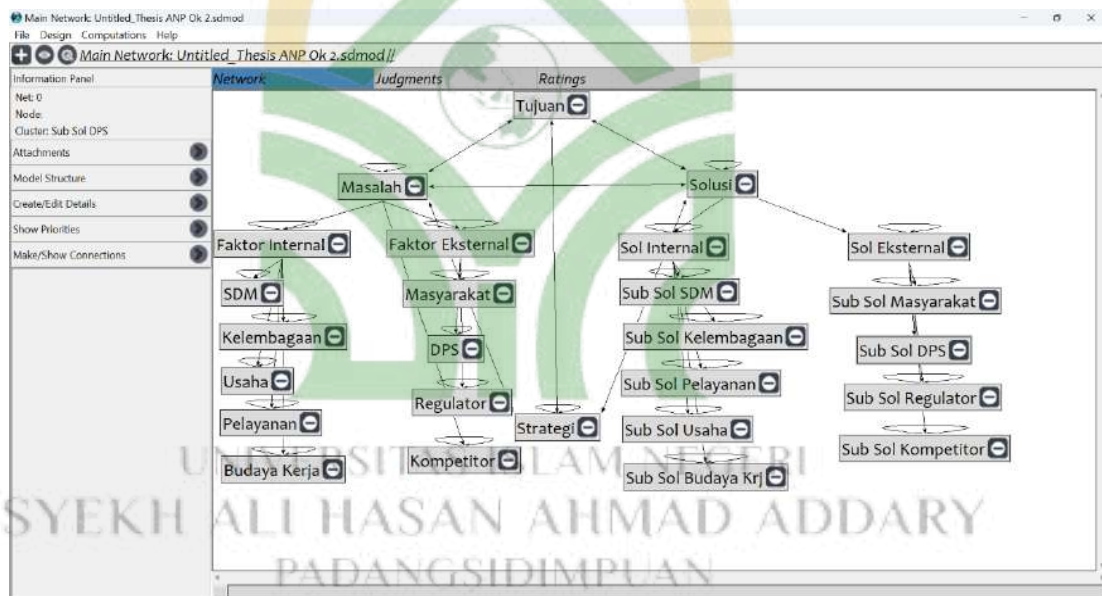 Main Network: Untitled_Thesis ANP Ok 2.sdmod
File Design Computations Help
Main Network: Untitled_Thesis ANP Ok 2.sdmod//
Information Panel
Net: 0
Node:
Cluster: Sub Sol DPS
Attachments
Model Structure
Create/Edit Details
Show Priorities
Make/Show Connections
Network Judgments Ratings
Tujuan
Masalah
Solusi
Faktor Internal
Faktor Eksternal
Sol Internal
Sol Eksternal
SDM
Masyarakat
Sub Sol SDM
Sub Sol Masyarakat
Kelembagaan
DPS
Sub Sol Kelembagaan
Sub Sol DPS
Usaha
Regulator
Sub Sol Pelayanan
Sub Sol Regulator
Pelayanan
Strategi
Sub Sol Usaha
Sub Sol Kompetitor
Budaya Kerja
Kompetitor
Sub Sol Budaya Krj
UNIVERSITAS ISLAM NEGERI
SYEKH ALI HASAN AHMAD ADDARY
PADANGSIDIMPUAN